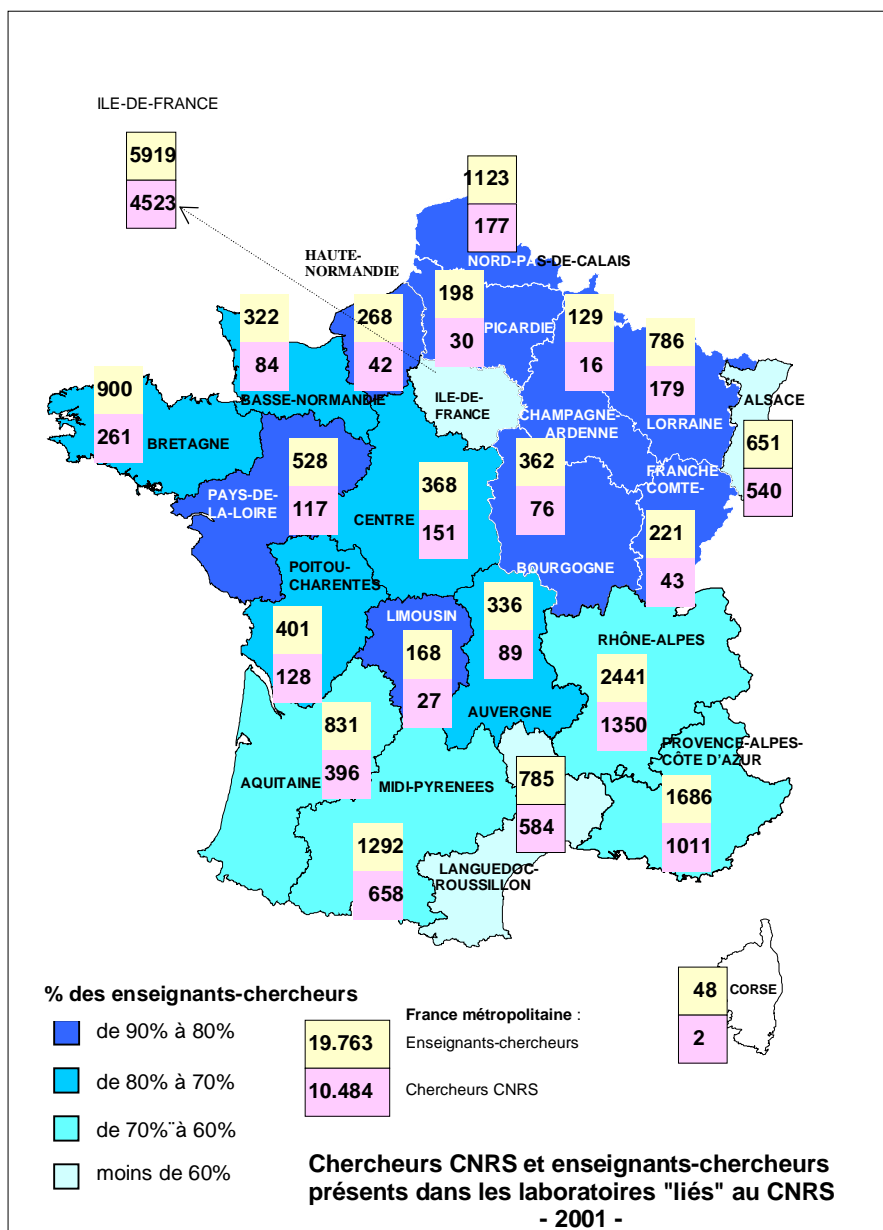 ILE-DE-FRANCE
5919
4523
1123
177
NORD-PAS-DE-CALAIS
HAUTE-
NORMANDIE
198
30
PICARDIE
322
84
BASSE-NORMANDIE
268
42
129
16
CHAMPAGNE
ARDENNE
786
179
LORRAINE
ALSACE
651
540
900
261
BRETAGNE
ILE-DE-
FRANCE
528
117
PAYS-DE-
LA-LOIRE
368
151
CENTRE
362
76
BOURGOGNE
FRANCHE
COMTE-
221
43
POITOU-
CHARENTES
401
128
LIMOUSIN
168
27
336
89
AUVERGNE
RHÔNE-ALPES
2441
1350
831
396
AQUITAINE
MIDI-PYRENEES
1292
658
785
584
LANGUEDOC-
ROUSSILLON
PROVENCE-ALPES-
CÔTE D'AZUR
1686
1011
48
2
CORSE
% des enseignants-chercheurs
de 90% à 80%
de 80% à 70%
de 70%¨à 60%
moins de 60%
France métropolitaine :
19.763
Enseignants-chercheurs
10.484
Chercheurs CNRS
Chercheurs CNRS et enseignants-chercheurs
présents dans les laboratoires "liés" au CNRS
- 2001 -